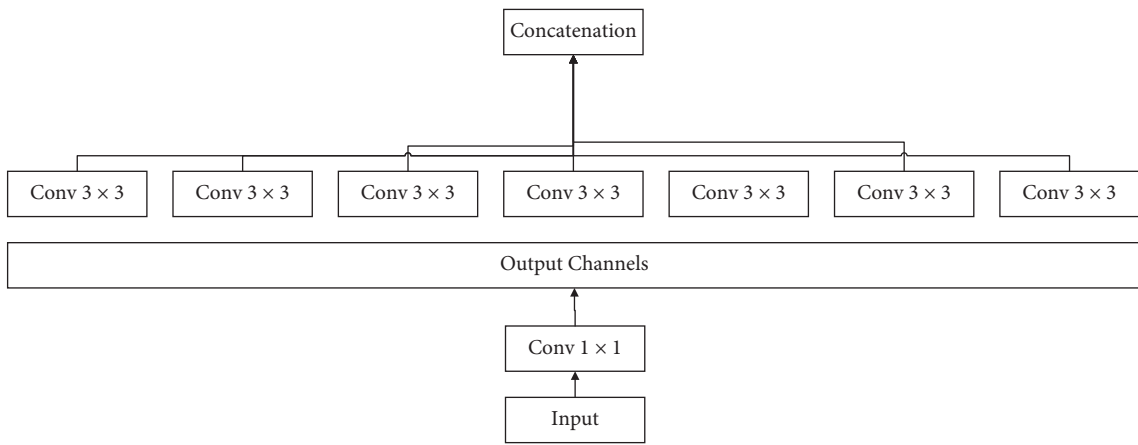 Concatenation
Conv 3 × 3
Conv 3 × 3
Conv 3 × 3
Conv 3 × 3
Conv 3 × 3
Conv 3 × 3
Conv 3 × 3
Output Channels
Conv 1 × 1
Input